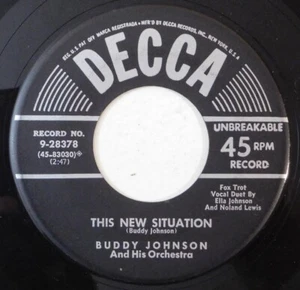 REG. U.S. PAT OFF MARCA REGISTRADA • MF'D BY DECCA RECORDS, INC., NEW YORK, U.S.A.
DECCA
RECORD NO.
9-28378
(45-83030)
(2:47)
UNBREAKABLE
45 RPM
RECORD
Fox Trot
Vocal Duet By
Ella Johnson
And Noland Lewis
THIS NEW SITUATION
(Buddy Johnson)
BUDDY JOHNSON
And His Orchestra